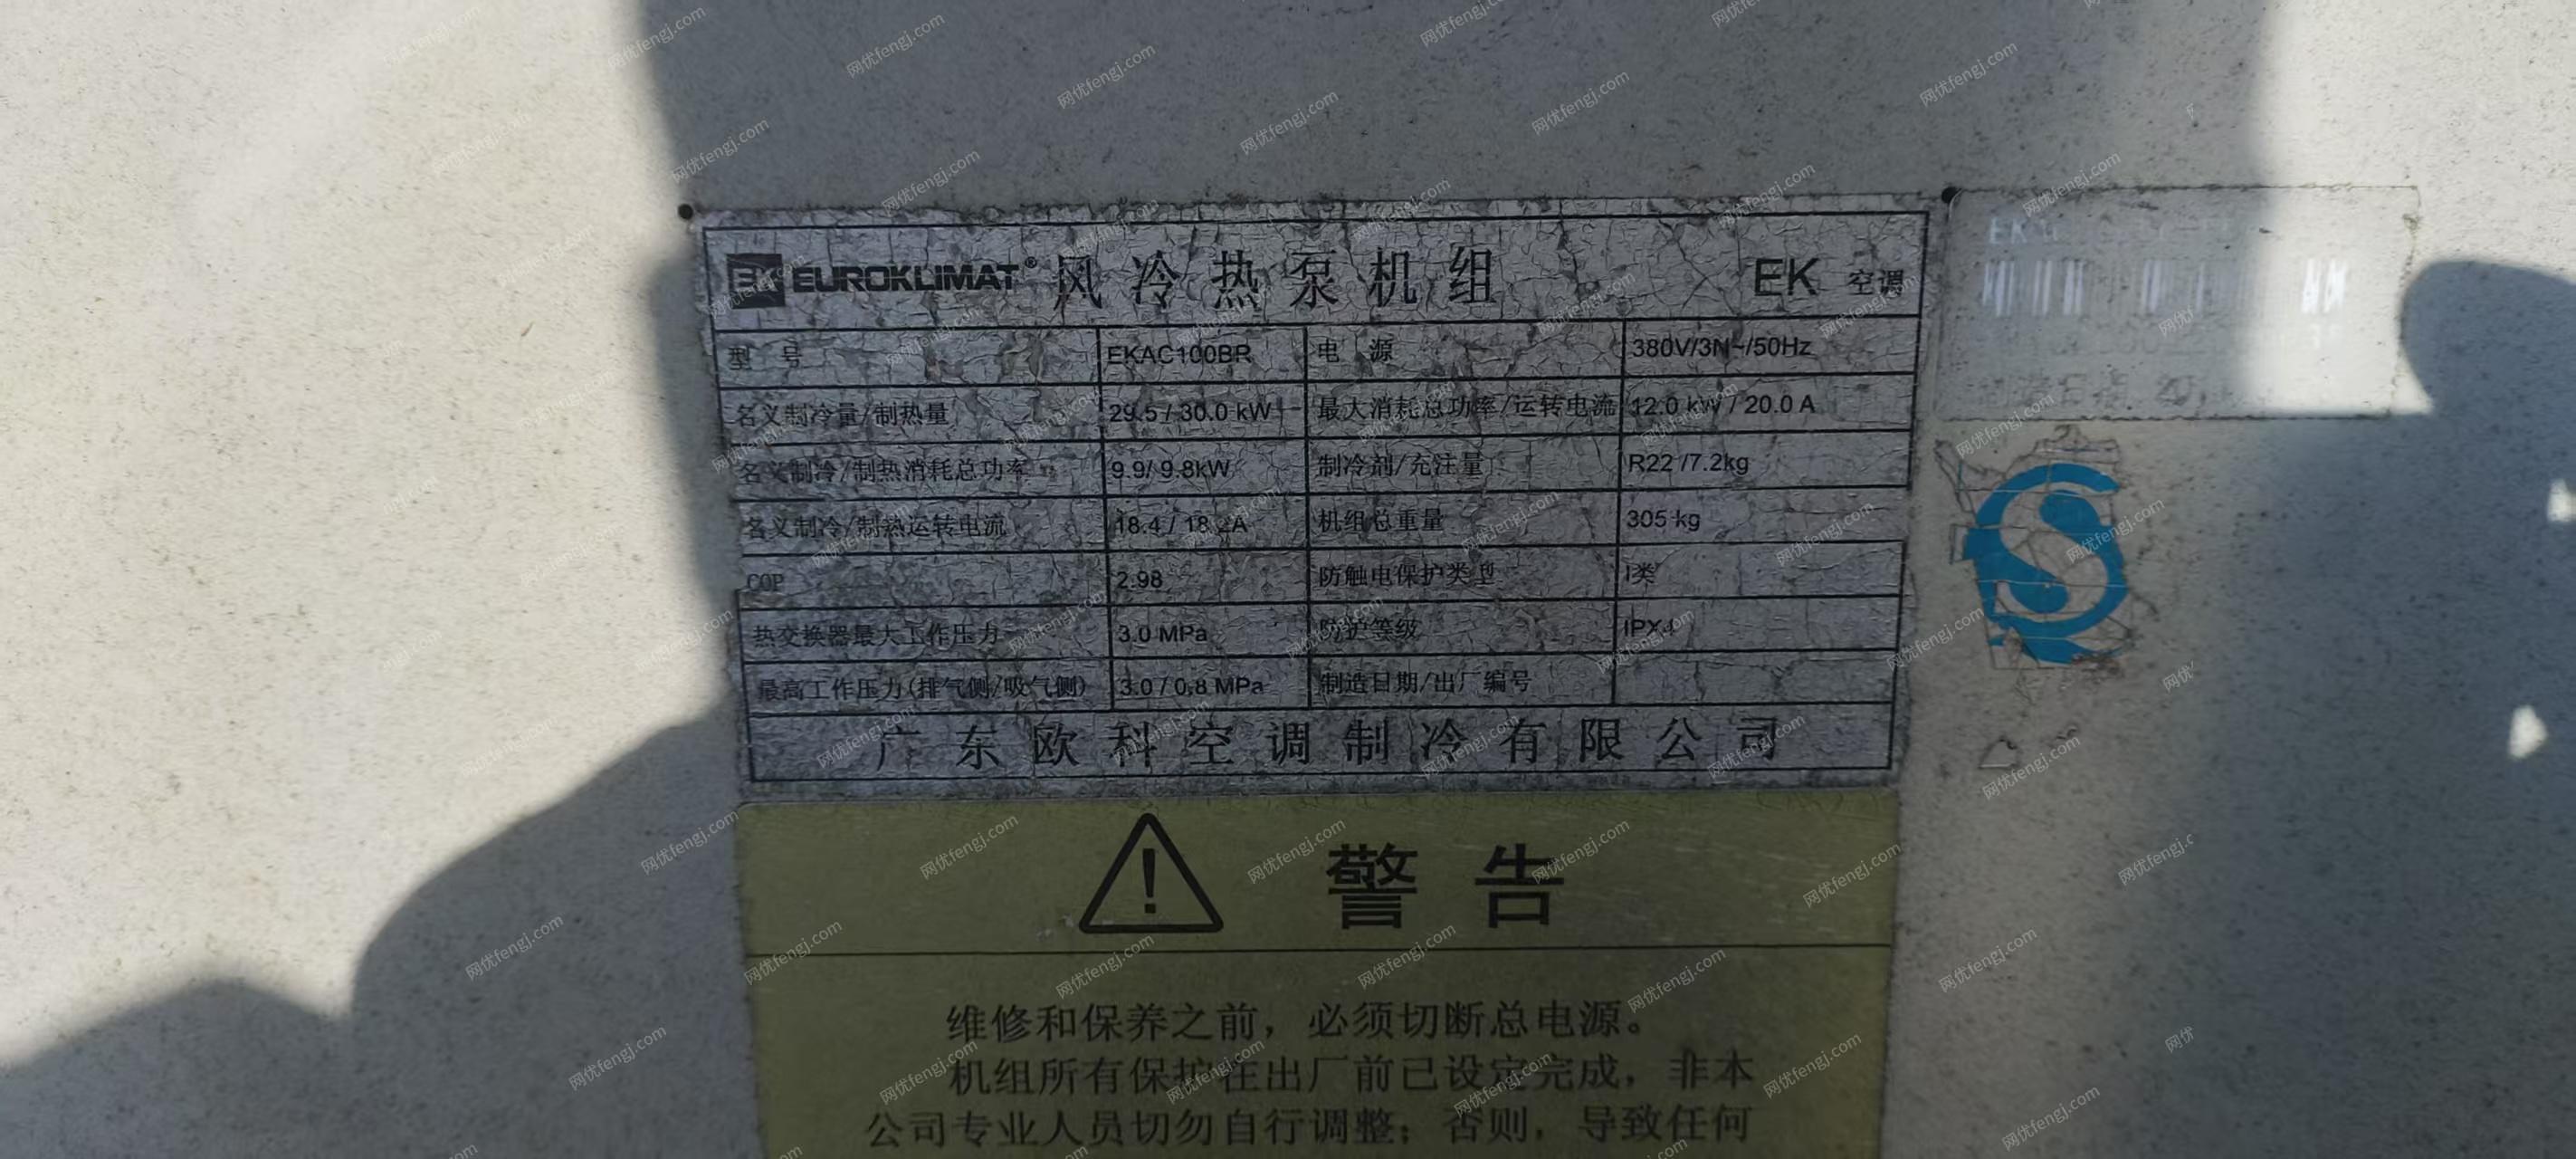 EK EUROKLIMAT® 风冷热泵机组 EK 空调
型 号 EKAC100BR 电 源 380V/3N~/50Hz
名义制冷量/制热量 29.5 / 30.0 kW 最大消耗总功率/运转电流 12.0 kW / 20.0 A
名义制冷/制热消耗总功率 9.9/ 9.8kW 制冷剂/充注量 R22 /7.2kg
名义制冷/制热运转电流 18.4 / 18.2A 机组总重量 305 kg
COP 2.98 防触电保护类型 I类
热交换器最大工作压力 3.0 MPa 防护等级 IPX4
最高工作压力(排气侧/吸气侧) 3.0 / 0.8 MPa 制造日期/出厂编号
广东欧科空调制冷有限公司
警告
维修和保养之前，必须切断总电源。
机组所有保护在出厂前已设定完成，非本
公司专业人员切勿自行调整；否则，导致任何
网优fengj.com